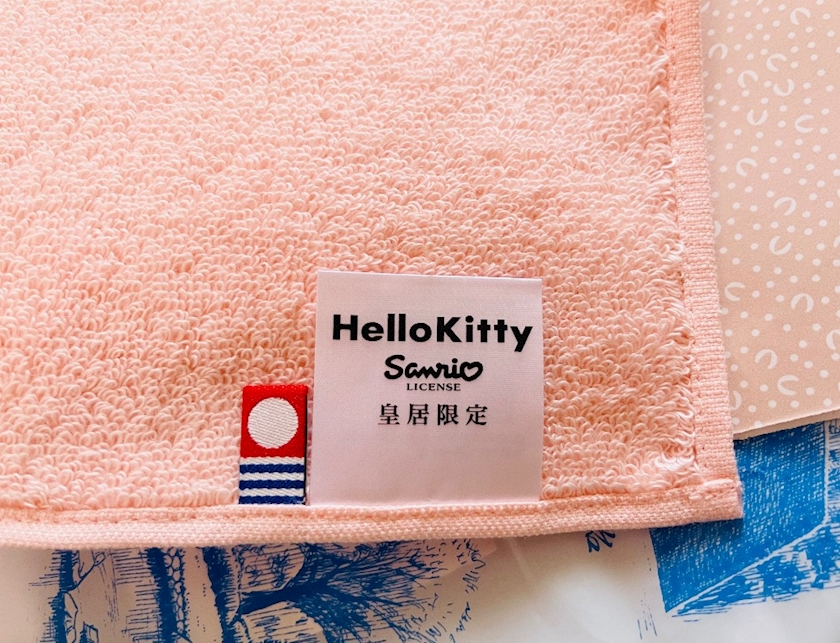 HelloKitty
Sanrio
LICENSE
皇居限定